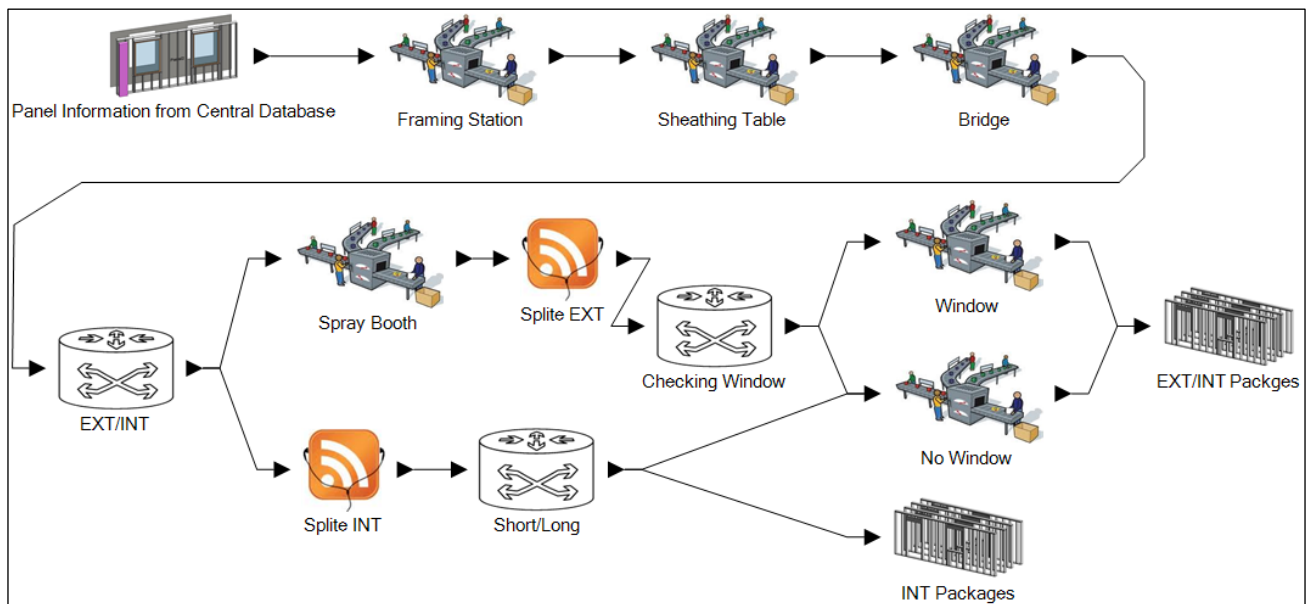 Panel Information from Central Database
Framing Station
Sheathing Table
Bridge
Spray Booth
Splite EXT
Window
Checking Window
EXT/INT Packges
EXT/INT
No Window
Splite INT
Short/Long
INT Packages